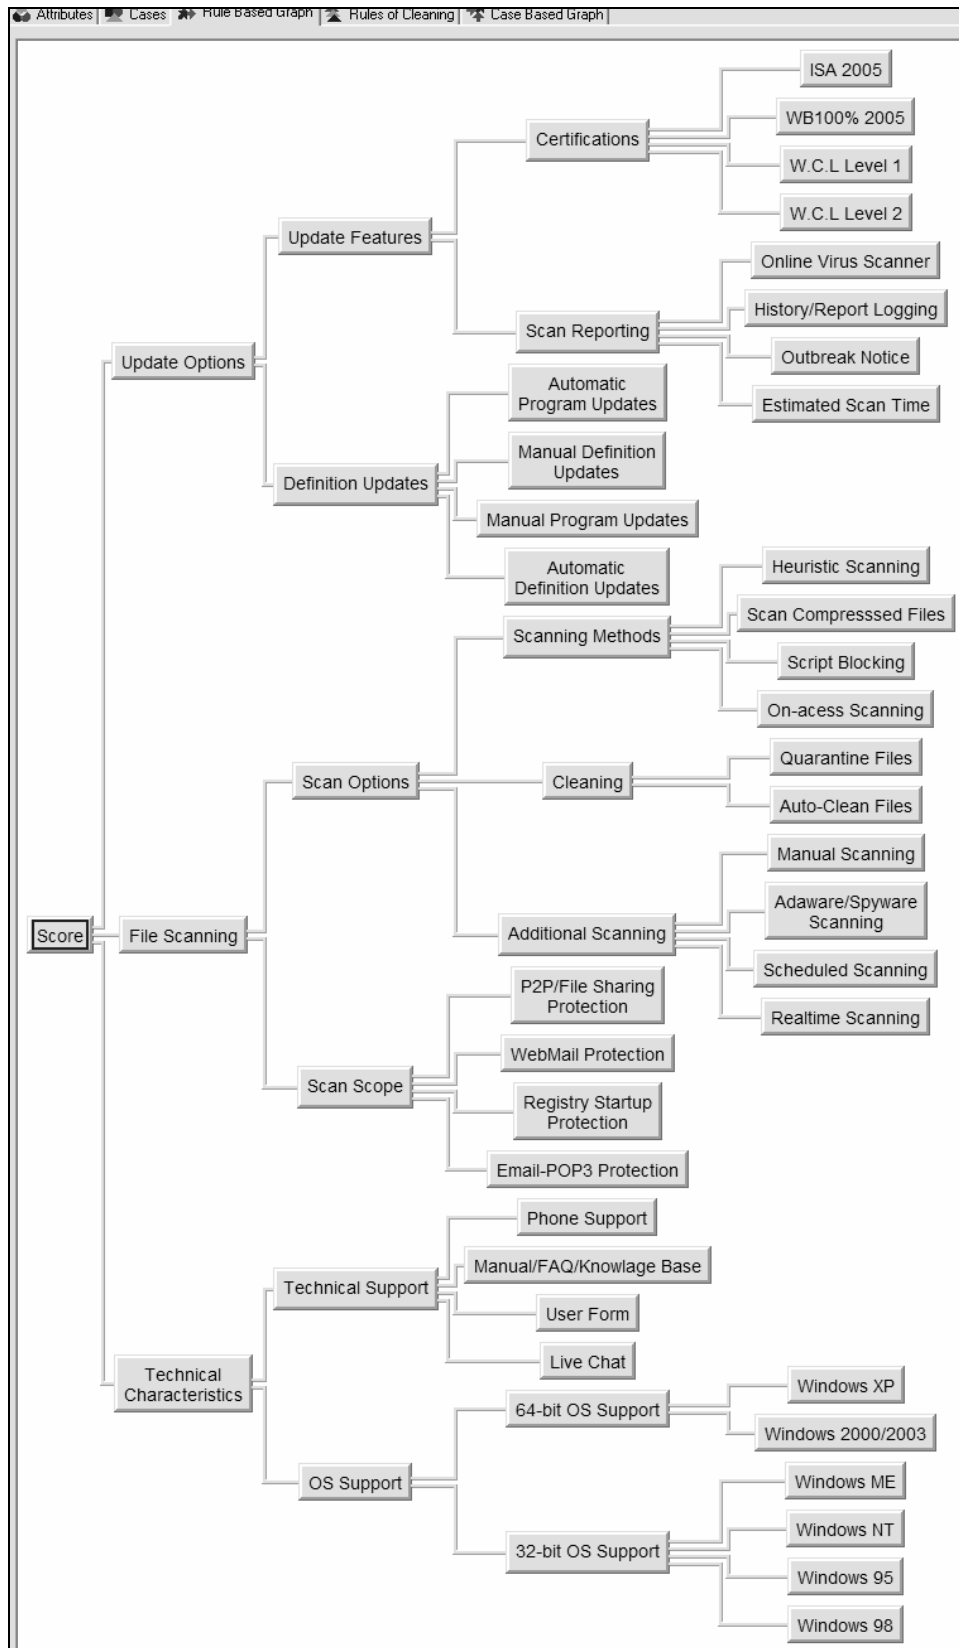 Attributes
Cases
Rule Based Graph
Rules of Cleaning
Case Based Graph
ISA 2005
WB100% 2005
Certifications
W.C.L Level 1
W.C.L Level 2
Update Features
Online Virus Scanner
History/Report Logging
Scan Reporting
Outbreak Notice
Estimated Scan Time
Update Options
Automatic
Program Updates
Manual Definition
Updates
Definition Updates
Manual Program Updates
Automatic
Definition Updates
Heuristic Scanning
Scan Compresssed Files
Scanning Methods
Script Blocking
On-acess Scanning
Quarantine Files
Scan Options
Cleaning
Auto-Clean Files
Manual Scanning
Adaware/Spyware
Scanning
Score
File Scanning
Additional Scanning
Scheduled Scanning
Realtime Scanning
P2P/File Sharing
Protection
WebMail Protection
Scan Scope
Registry Startup
Protection
Email-POP3 Protection
Phone Support
Manual/FAQ/Knowlage Base
Technical Support
User Form
Live Chat
Technical
Characteristics
Windows XP
64-bit OS Support
Windows 2000/2003
OS Support
Windows ME
Windows NT
32-bit OS Support
Windows 95
Windows 98